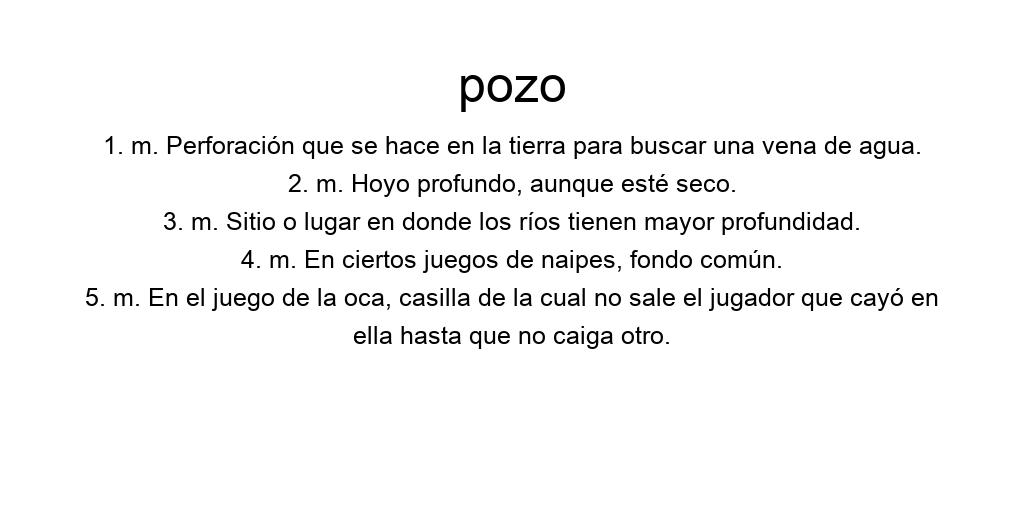 pozo
1. m. Perforación que se hace en la tierra para buscar una vena de agua.
2. m. Hoyo profundo, aunque esté seco.
3. m. Sitio o lugar en donde los ríos tienen mayor profundidad.
4. m. En ciertos juegos de naipes, fondo común.
5. m. En el juego de la oca, casilla de la cual no sale el jugador que cayó en
ella hasta que no caiga otro.